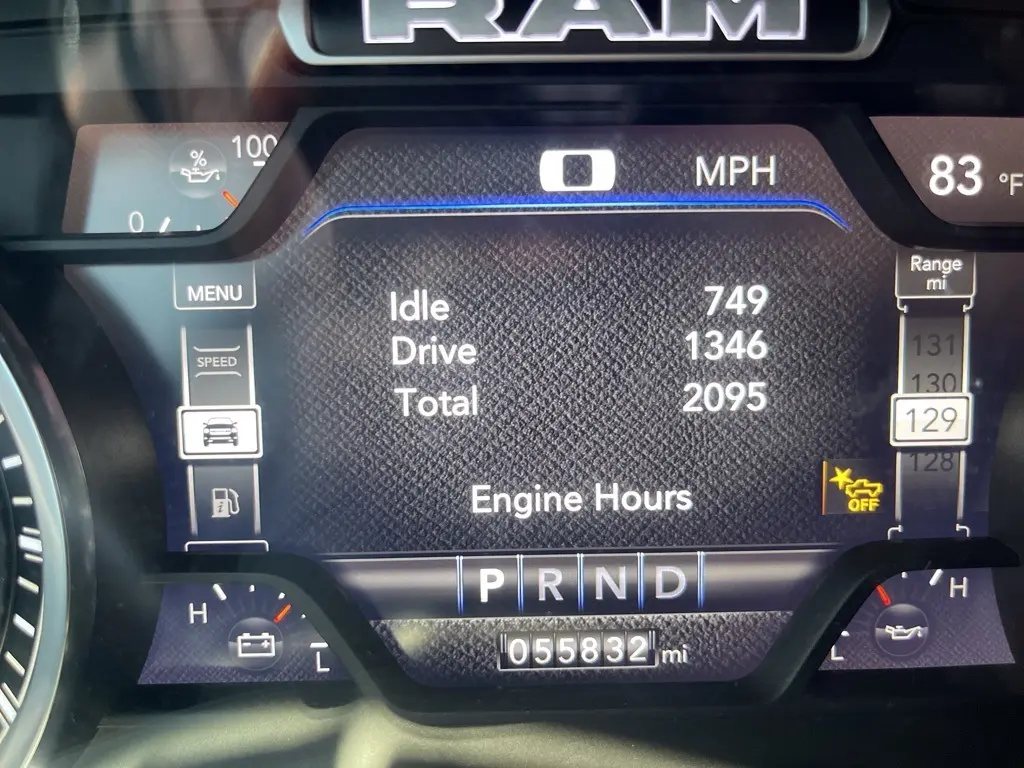 RAM
100
%
0
0 MPH
83 °F
MENU
SPEED
Idle 749
Drive 1346
Total 2095
Engine Hours
OFF
Range
mi
131
130
129
128
P R N D
H
L
055832 mi
H
L